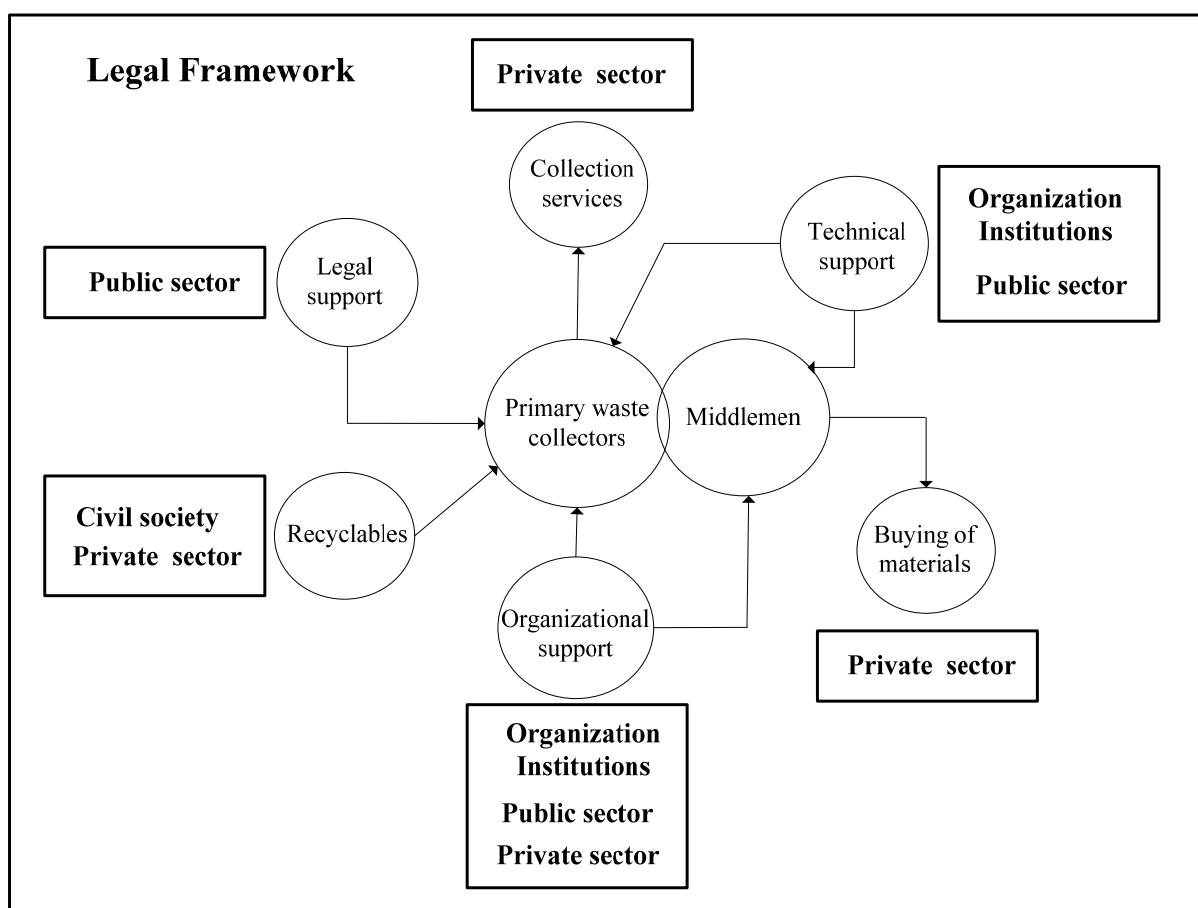 Legal Framework
Private sector
Collection
services
Organization
Institutions
Public sector
Technical
support
Public sector
Legal
support
Primary waste
collectors
Middlemen
Civil society
Private sector
Recyclables
Buying of
materials
Organizational
support
Private sector
Organization
Institutions
Public sector
Private sector